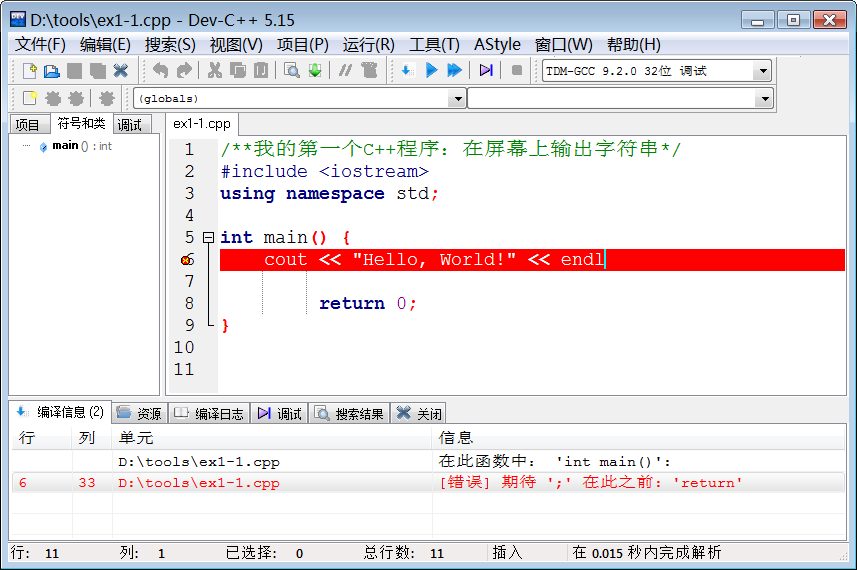 D:\tools\ex1-1.cpp - Dev-C++ 5.15
文件(F) 编辑(E) 搜索(S) 视图(V) 项目(P) 运行(R) 工具(T) AStyle 窗口(W) 帮助(H)
TDM-GCC 9.2.0 32位 调试
(globals)
项目 符号和类 调试 ex1-1.cpp
main () : int
1 /**我的第一个C++程序: 在屏幕上输出字符串*/
2 #include <iostream>
3 using namespace std;
4
5 int main() {
6 cout << "Hello, World!" << endl
7
8 return 0;
9 }
10
11
编译信息 (2) 资源 编译日志 调试 搜索结果 关闭
行 列 单元 信息
D:\tools\ex1-1.cpp 在此函数中: 'int main()':
6 33 D:\tools\ex1-1.cpp [错误] 期待 ';' 在此之前: 'return'
行: 11 列: 1 已选择: 0 总行数: 11 插入 在 0.015 秒内完成解析